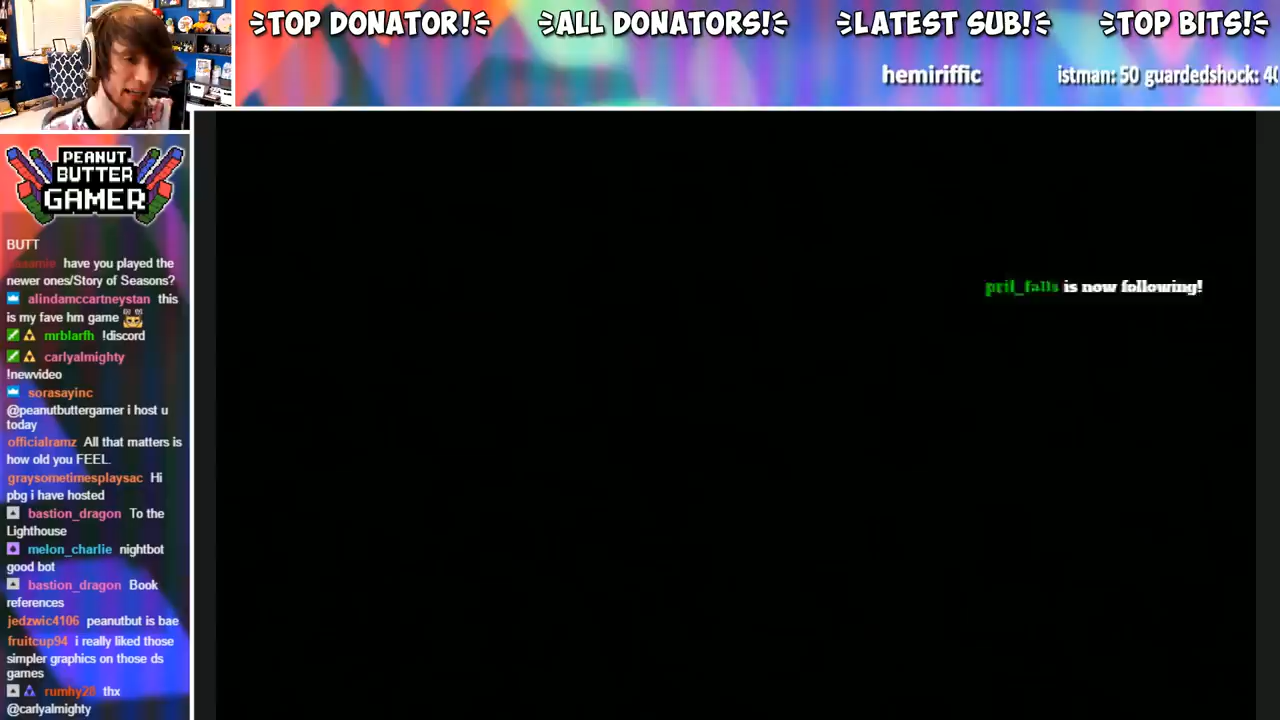 TOP DONATOR!
ALL DONATORS!
LATEST SUB!
TOP BITS!
hemiriffic
istman: 50 guardedshock: 40
PEANUT
BUTTER
GAMER
pril_falls is now following!
BUTT
have you played the
newer ones/Story of Seasons?
alindamccartneystan this
is my fave hm game
mrblarfh !discord
carlyalmighty
!newvideo
sorasayinc
@peanutbuttergamer i host u
today
officialramz All that matters is
how old you FEEL.
graysometimesplaysac Hi
pbg i have hosted
bastion_dragon To the
Lighthouse
melon_charlie nightbot
good bot
bastion_dragon Book
references
jedzwic4106 peanutbut is bae
fruitcup94 i really liked those
simpler graphics on those ds
games
rumhy28 thx
@carlyalmighty